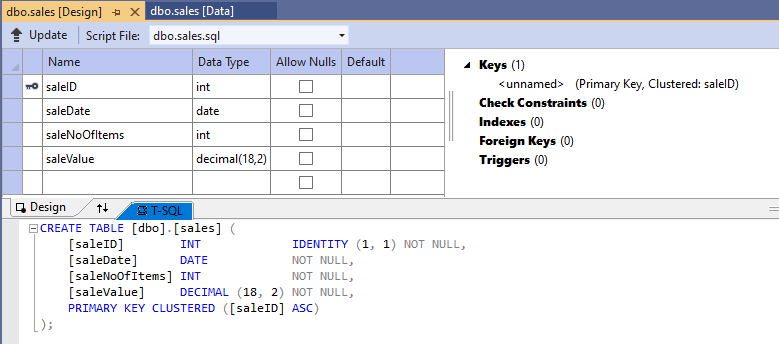 dbo.sales [Design] dbo.sales [Data]
Update Script File: dbo.sales.sql
Name Data Type Allow Nulls Default
saleID int
saleDate date
saleNoOfItems int
saleValue decimal(18,2)
Keys (1)
<unnamed> (Primary Key, Clustered: saleID)
Check Constraints (0)
Indexes (0)
Foreign Keys (0)
Triggers (0)
Design T-SQL
CREATE TABLE [dbo].[sales] (
[saleID] INT IDENTITY (1, 1) NOT NULL,
[saleDate] DATE NOT NULL,
[saleNoOfItems] INT NOT NULL,
[saleValue] DECIMAL (18, 2) NOT NULL,
PRIMARY KEY CLUSTERED ([saleID] ASC)
);